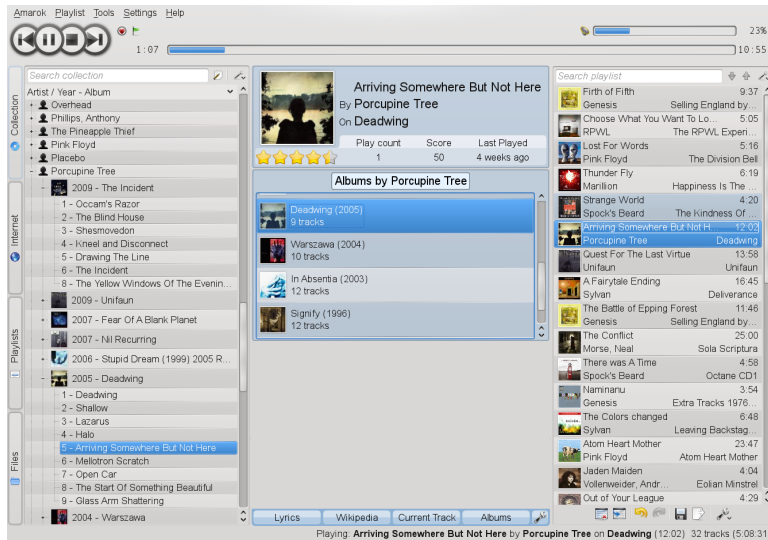 Amarok Playlist Tools Settings Help
1:07
23%
10:55
Collection
Internet
Playlists
Files
Search collection
Artist / Year - Album
Overhead
Phillips, Anthony
The Pineapple Thief
Pink Floyd
Placebo
Porcupine Tree
2009 - The Incident
1 - Occam's Razor
2 - The Blind House
3 - Shesmovedon
4 - Kneel and Disconnect
5 - Drawing The Line
6 - The Incident
8 - The Yellow Windows Of The Evenin...
2009 - Unifaun
2007 - Fear Of A Blank Planet
2007 - Nil Recurring
2006 - Stupid Dream (1999) 2005 R...
2005 - Deadwing
1 - Deadwing
2 - Shallow
3 - Lazarus
4 - Halo
5 - Arriving Somewhere But Not Here
6 - Mellotron Scratch
7 - Open Car
8 - The Start Of Something Beautiful
9 - Glass Arm Shattering
2004 - Warszawa
Arriving Somewhere But Not Here
By Porcupine Tree
On Deadwing
Play count Score Last Played
1 50 4 weeks ago
Albums by Porcupine Tree
Deadwing (2005)
9 tracks
Warszawa (2004)
10 tracks
In Absentia (2003)
12 tracks
Signify (1996)
12 tracks
Lyrics Wikipedia Current Track Albums
Search playlist
Firth of Fifth 9:37
Genesis Selling England by...
Choose What You Want To Lo... 5:05
RPWL The RPWL Experi...
Lost For Words 5:16
Pink Floyd The Division Bell
Thunder Fly 6:19
Marillion Happiness Is The ...
Strange World 4:20
Spock's Beard The Kindness Of ...
Arriving Somewhere But Not H... 12:02
Porcupine Tree Deadwing
Quest For The Last Virtue 13:58
Unifaun Unifaun
A Fairytale Ending 16:45
Sylvan Deliverance
The Battle of Epping Forest 11:46
Genesis Selling England by...
The Conflict 25:00
Morse, Neal Sola Scriptura
There was A Time 4:58
Spock's Beard Octane CD1
Naminanu 3:54
Genesis Extra Tracks 1976...
The Colors changed 6:48
Sylvan Leaving Backstag...
Atom Heart Mother 23:47
Pink Floyd Atom Heart Mother
Jaden Maiden 4:04
Vollenweider, Andr... Eolian Minstrel
Out of Your League 4:29
Playing: Arriving Somewhere But Not Here by Porcupine Tree on Deadwing (12:02) 32 tracks (5:08:31)